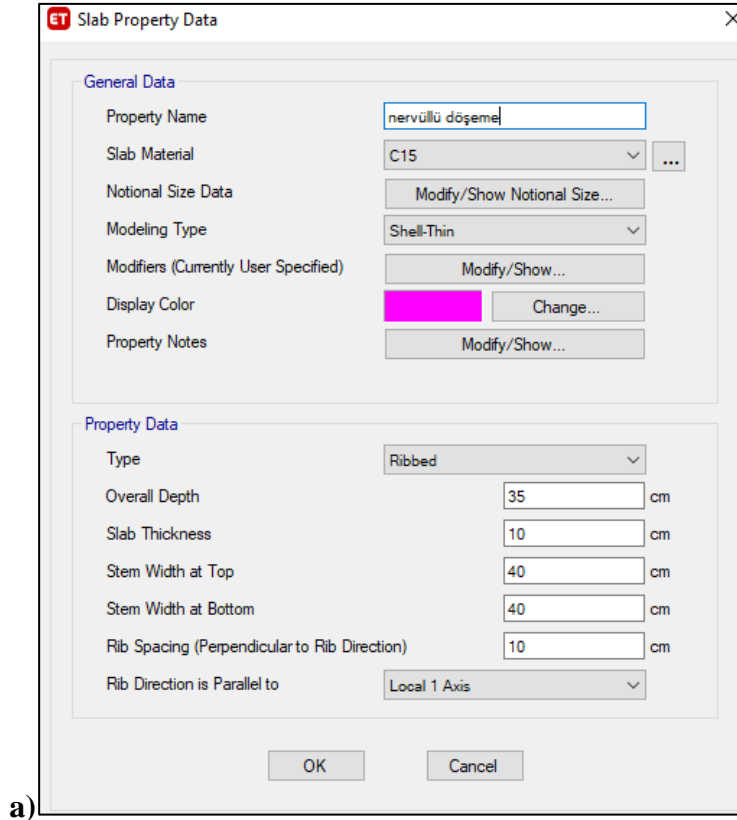 ET Slab Property Data
General Data
Property Name nervüllü döşeme
Slab Material C15 ...
Notional Size Data Modify/Show Notional Size...
Modeling Type Shell-Thin
Modifiers (Currently User Specified) Modify/Show...
Display Color Change...
Property Notes Modify/Show...
Property Data
Type Ribbed
Overall Depth 35 cm
Slab Thickness 10 cm
Stem Width at Top 40 cm
Stem Width at Bottom 40 cm
Rib Spacing (Perpendicular to Rib Direction) 10 cm
Rib Direction is Parallel to Local 1 Axis
OK Cancel
a)